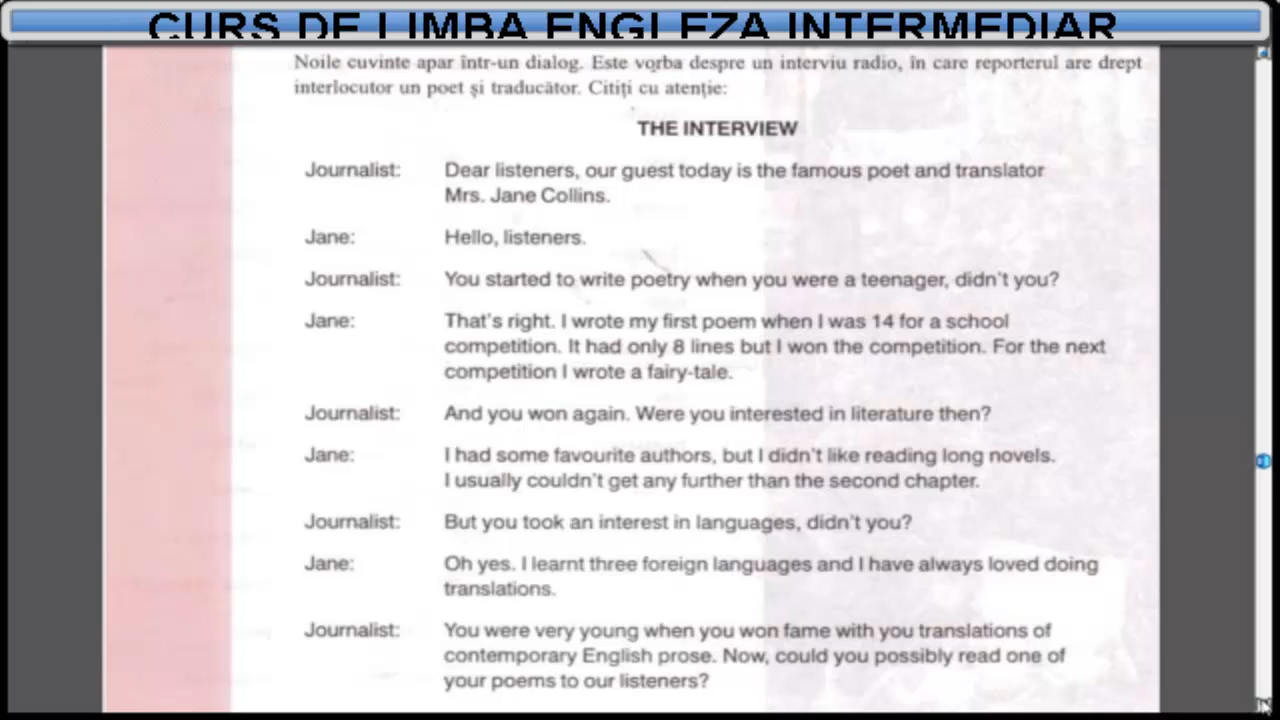 CURS DE LIMBA ENGLEZA INTERMEDIAR
Noile cuvinte apar într-un dialog. Este vorba despre un interviu radio, în care reporterul are drept
interlocutor un poet și traducător. Citiți cu atenție:
THE INTERVIEW
Journalist: Dear listeners, our guest today is the famous poet and translator
Mrs. Jane Collins.
Jane: Hello, listeners.
Journalist: You started to write poetry when you were a teenager, didn't you?
Jane: That's right. I wrote my first poem when I was 14 for a school
competition. It had only 8 lines but I won the competition. For the next
competition I wrote a fairy-tale.
Journalist: And you won again. Were you interested in literature then?
Jane: I had some favourite authors, but I didn't like reading long novels.
I usually couldn't get any further than the second chapter.
Journalist: But you took an interest in languages, didn't you?
Jane: Oh yes. I learnt three foreign languages and I have always loved doing
translations.
Journalist: You were very young when you won fame with you translations of
contemporary English prose. Now, could you possibly read one of
your poems to our listeners?